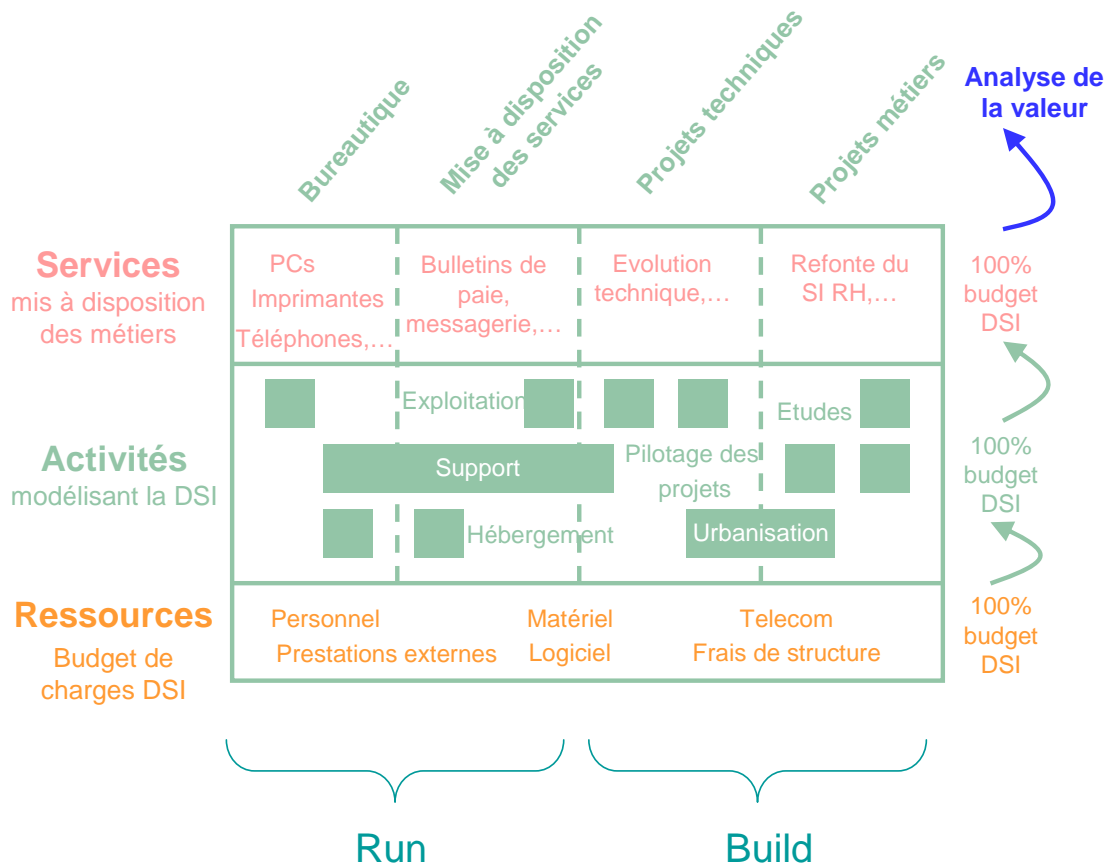 Bureautique
Mise à disposition
des services
Projets techniques
Projets métiers
Analyse de
la valeur
Services
mis à disposition
des métiers
PCs
Imprimantes
Téléphones,…
Bulletins de
paie,
messagerie,…
Evolution
technique,…
Refonte du
SI RH,…
100%
budget
DSI
Activités
modélisant la DSI
Exploitation
Etudes
Support
Pilotage des
projets
Hébergement
Urbanisation
100%
budget
DSI
Ressources
Budget de
charges DSI
Personnel
Matériel
Telecom
Prestations externes
Logiciel
Frais de structure
100%
budget
DSI
Run
Build